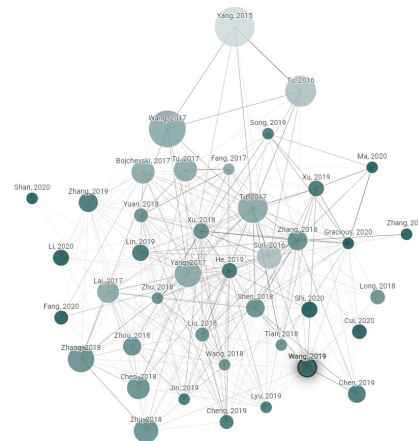 Yang, 2015
Tu, 2016
Wang, 2017
Song, 2019
Bojchevski, 2017
Tu, 2017
Fang, 2017
Ma, 2020
Shan, 2020
Zhang, 2019
Xu, 2019
Yuan, 2018
Tu, 2017
Xu, 2018
Zhang, 2018
Gracious, 2020
Zhang, 20
Li, 2020
Lin, 2019
Sun, 2016
Yang, 2017
He, 2019
Lai, 2017
Zhu, 2018
Long, 2018
Shen, 2018
Shi, 2020
Fang, 2020
Cui, 2020
Zhou, 2018
Liu, 2018
Tian, 2018
Zhang, 2018
Wang, 2018
Wang, 2019
Chen, 2018
Jin, 2019
Chen, 2019
Lyu, 2019
Cheng, 2019
Zhu, 2018